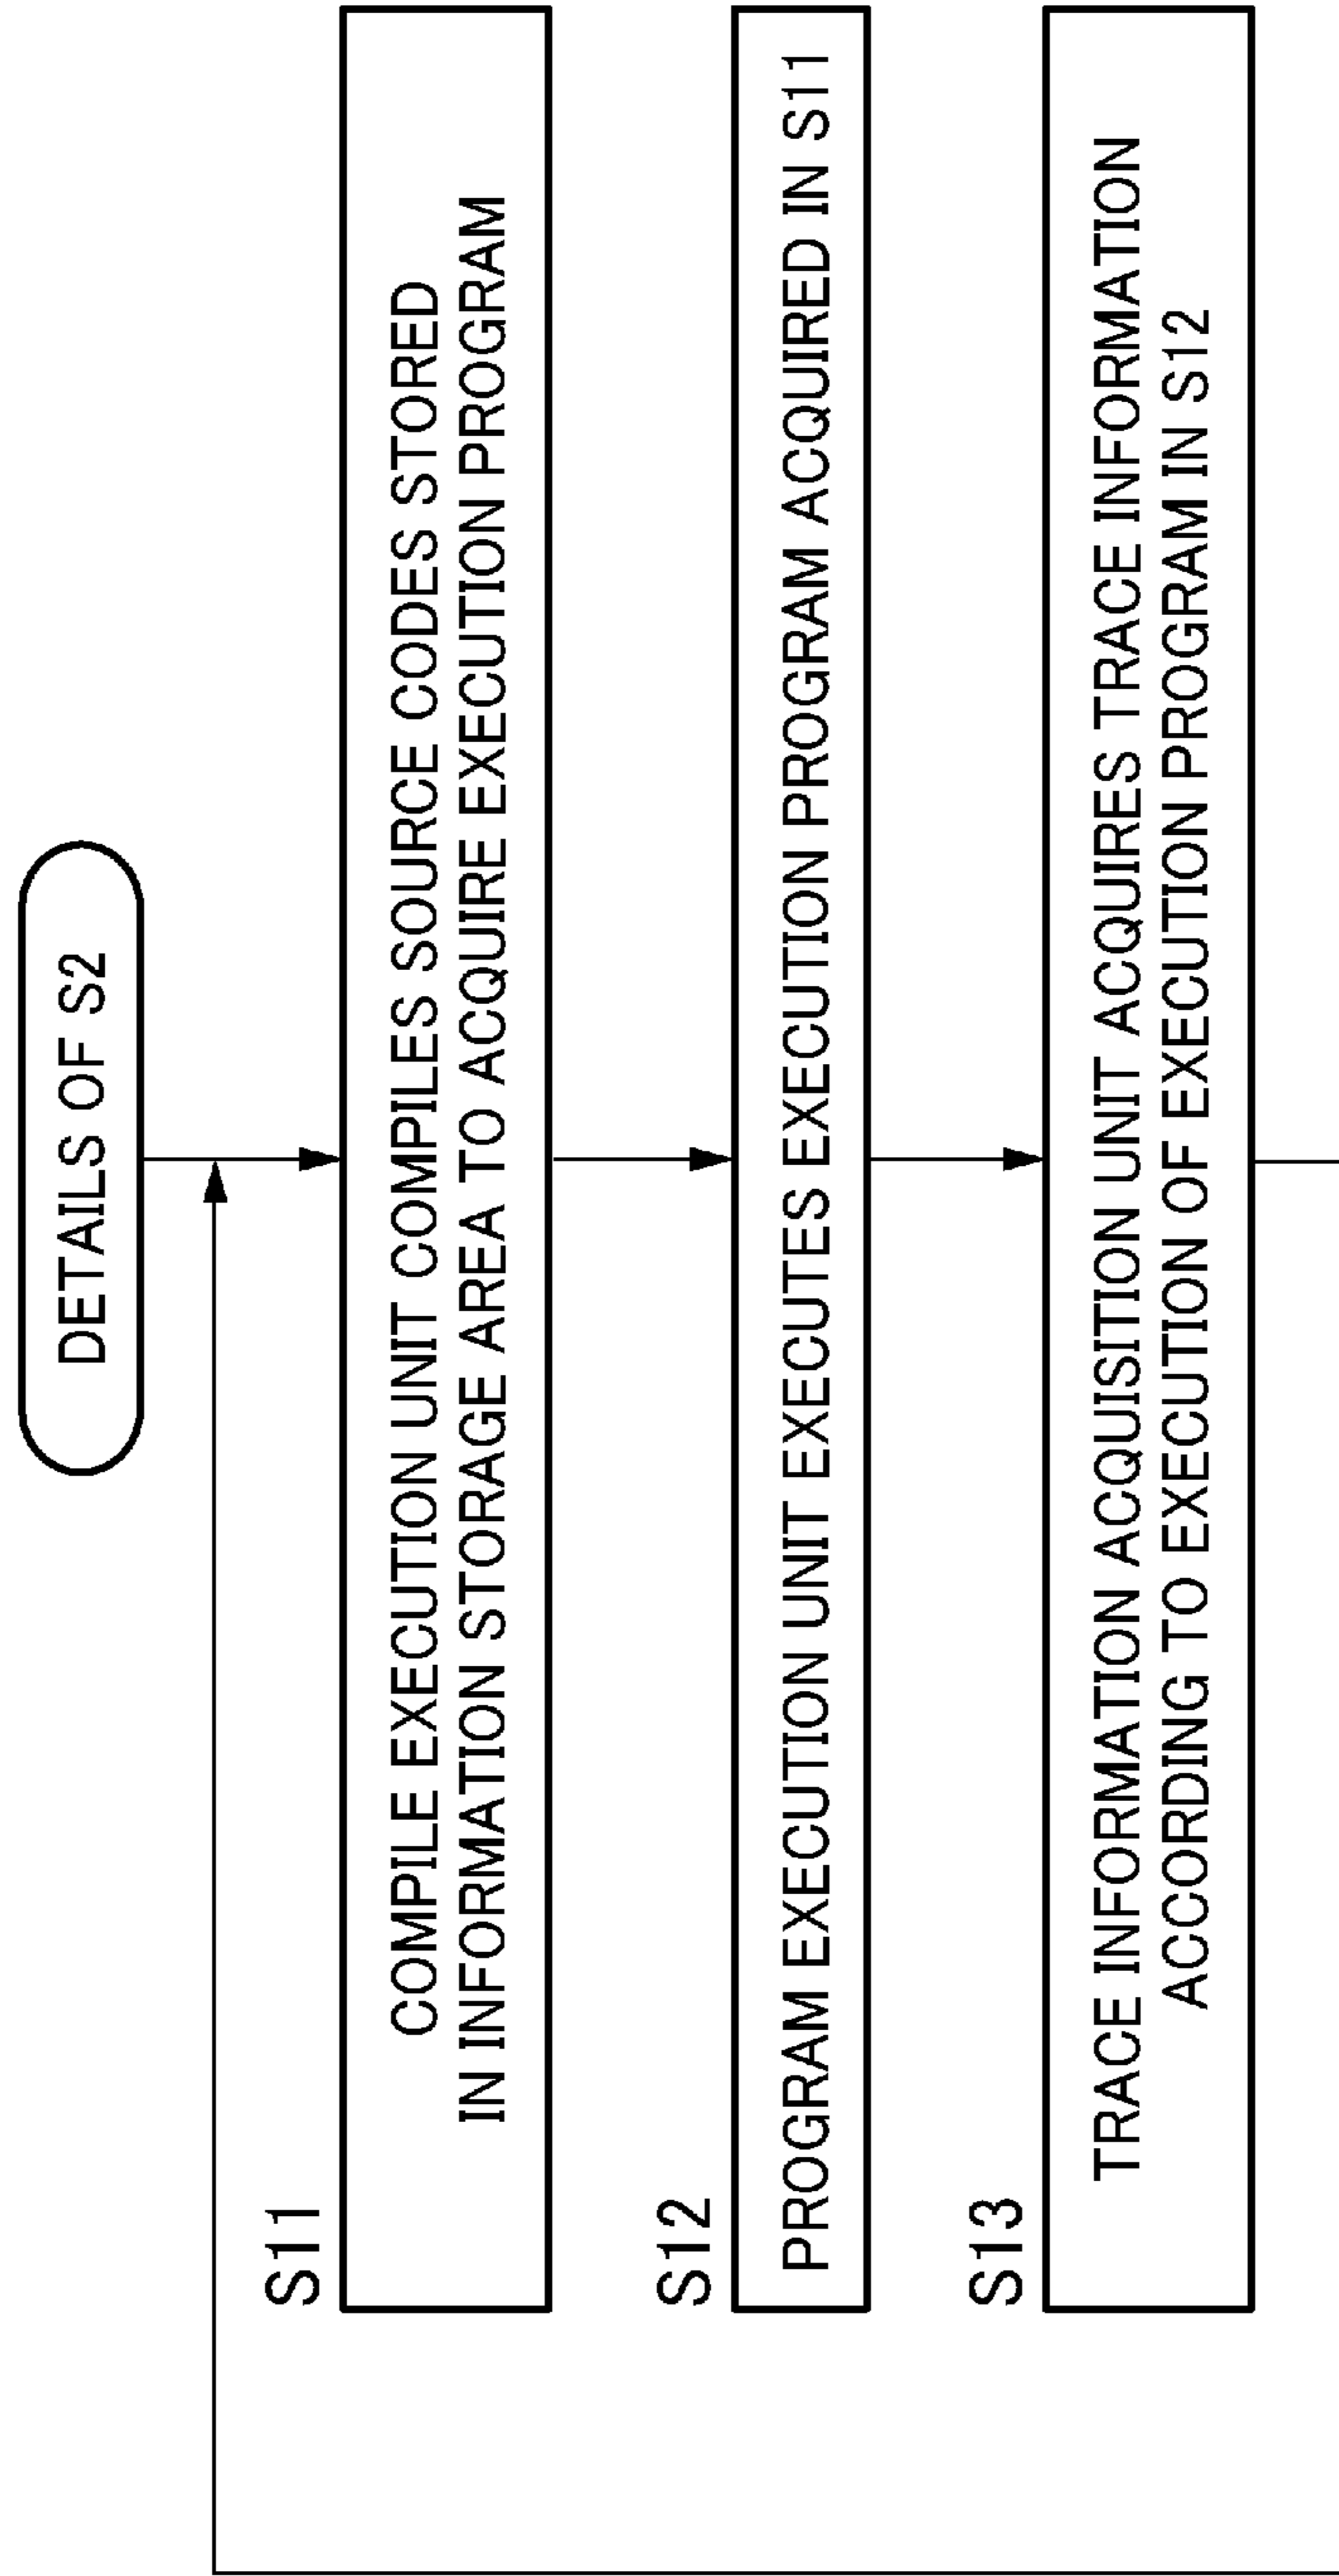 DETAILS OF S2
S11
COMPILE EXECUTION UNIT COMPILES SOURCE CODES STORED
IN INFORMATION STORAGE AREA TO ACQUIRE EXECUTION PROGRAM
S12
PROGRAM EXECUTION UNIT EXECUTES EXECUTION PROGRAM ACQUIRED IN S11
S13
TRACE INFORMATION ACQUISITION UNIT ACQUIRES TRACE INFORMATION
ACCORDING TO EXECUTION OF EXECUTION PROGRAM IN S12